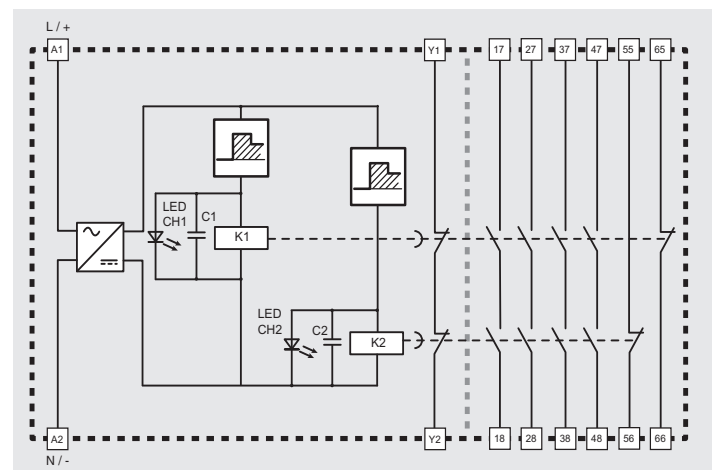 L / +
A1 Y1 17 27 37 47 55 65
LED
CH1
C1
K1
LED
CH2
C2
K2
A2 Y2 18 28 38 48 56 66
N / -